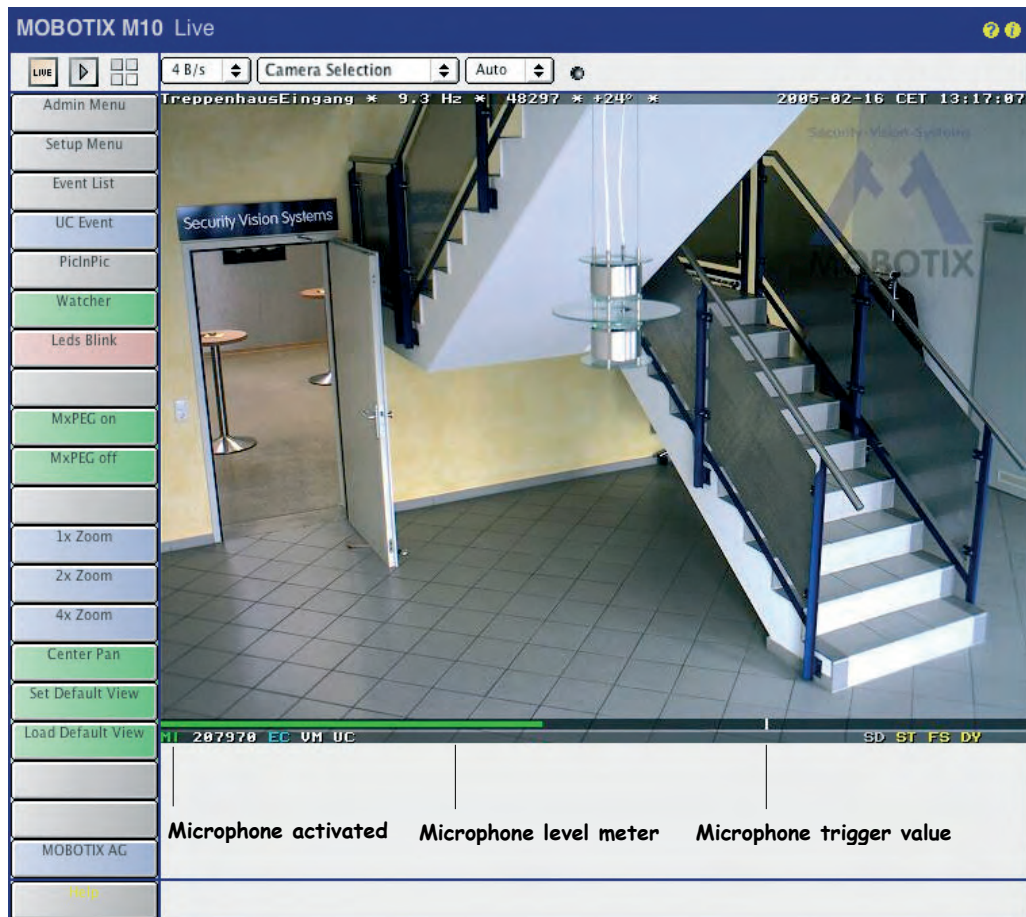 MOBOTIX M10 Live
? i
LIVE
4 B/s
Camera Selection
Auto
Admin Menu
Setup Menu
Event List
UC Event
PicInPic
Watcher
Leds Blink
MxPEG on
MxPEG off
1x Zoom
2x Zoom
4x Zoom
Center Pan
Set Default View
Load Default View
MOBOTIX AG
Help
TreppenhausEingang * 9.3 Hz * 48297 * +24° * 2005-02-16 CET 13:17:07
Security-Vision-Systems
MOBOTIX
Security Vision Systems
MI 207970 EC VM UC SD ST FS DY
Microphone activated
Microphone level meter
Microphone trigger value